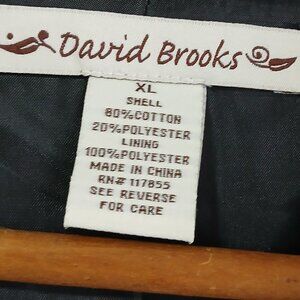 David Brooks
XL
SHELL
80%COTTON
20%POLYESTER
LINING
100%POLYESTER
MADE IN CHINA
RN# 117855
SEE REVERSE
FOR CARE